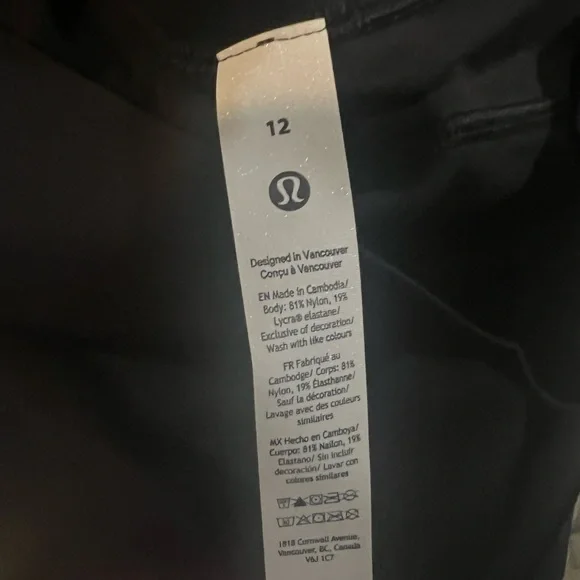 12
Designed in Vancouver
Conçu à Vancouver
EN Made in Cambodia/
Body: 81% Nylon, 19%
Lycra® elastane/
Exclusive of decoration/
Wash with like colours
FR Fabriqué au
Cambodge/ Corps: 81%
Nylon, 19% Élasthanne/
Sauf la décoration/
Lavage avec des couleurs
similaires
MX Hecho en Camboya/
Cuerpo: 81% Nailon, 19%
Elastano/ Sin incluir
decoración/ Lavar con
colores similares
1818 Cornwall Avenue,
Vancouver, BC, Canada
V6J 1C7